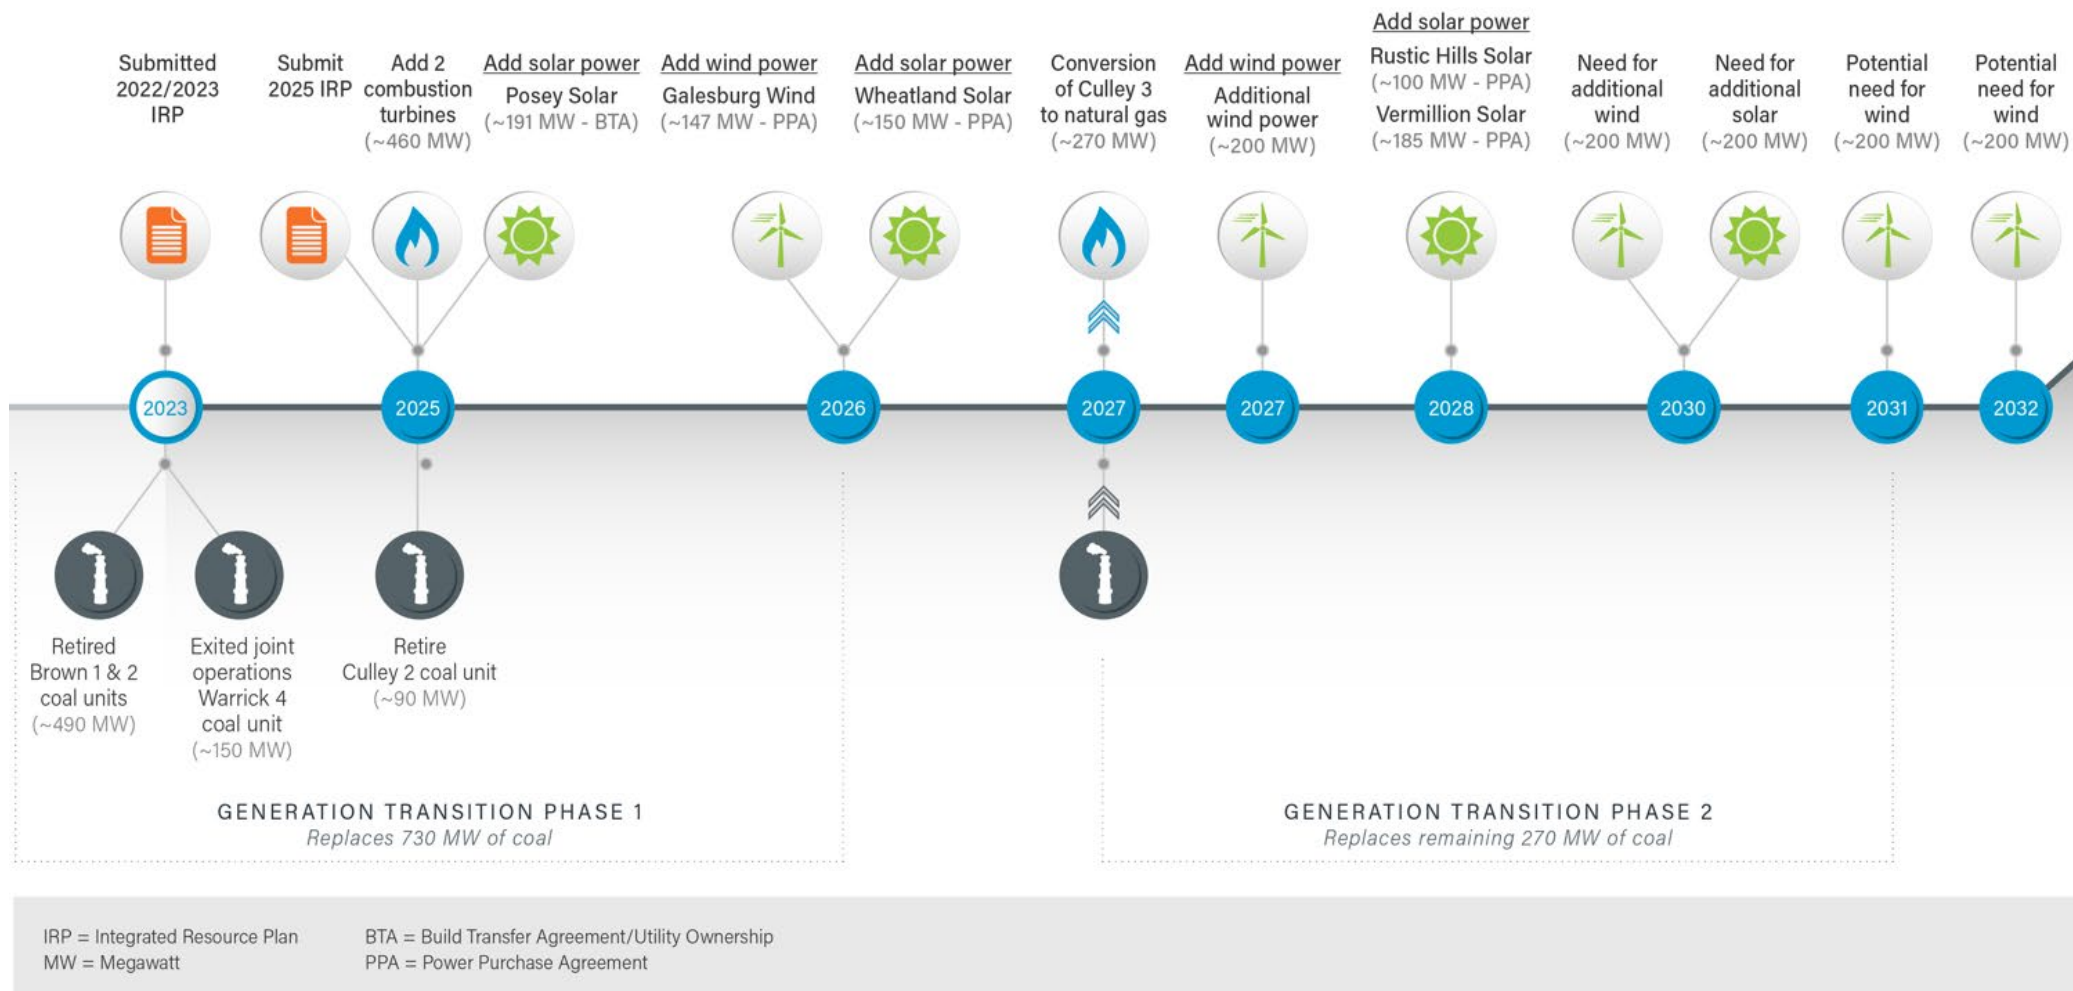 Submitted
2022/2023
IRP
Submit
2025 IRP
Add 2
combustion
turbines
(~460 MW)
Add solar power
Posey Solar
(~191 MW - BTA)
Add wind power
Galesburg Wind
(~147 MW - PPA)
Add solar power
Wheatland Solar
(~150 MW - PPA)
Conversion
of Culley 3
to natural gas
(~270 MW)
Add wind power
Additional
wind power
(~200 MW)
Add solar power
Rustic Hills Solar
(~100 MW - PPA)
Vermillion Solar
(~185 MW - PPA)
Need for
additional
wind
(~200 MW)
Need for
additional
solar
(~200 MW)
Potential
need for
wind
(~200 MW)
Potential
need for
wind
(~200 MW)
2023
2025
2026
2027
2027
2028
2030
2031
2032
Retired
Brown 1 & 2
coal units
(~490 MW)
Exited joint
operations
Warrick 4
coal unit
(~150 MW)
Retire
Culley 2 coal unit
(~90 MW)
GENERATION TRANSITION PHASE 1
Replaces 730 MW of coal
GENERATION TRANSITION PHASE 2
Replaces remaining 270 MW of coal
IRP = Integrated Resource Plan
MW = Megawatt
BTA = Build Transfer Agreement/Utility Ownership
PPA = Power Purchase Agreement